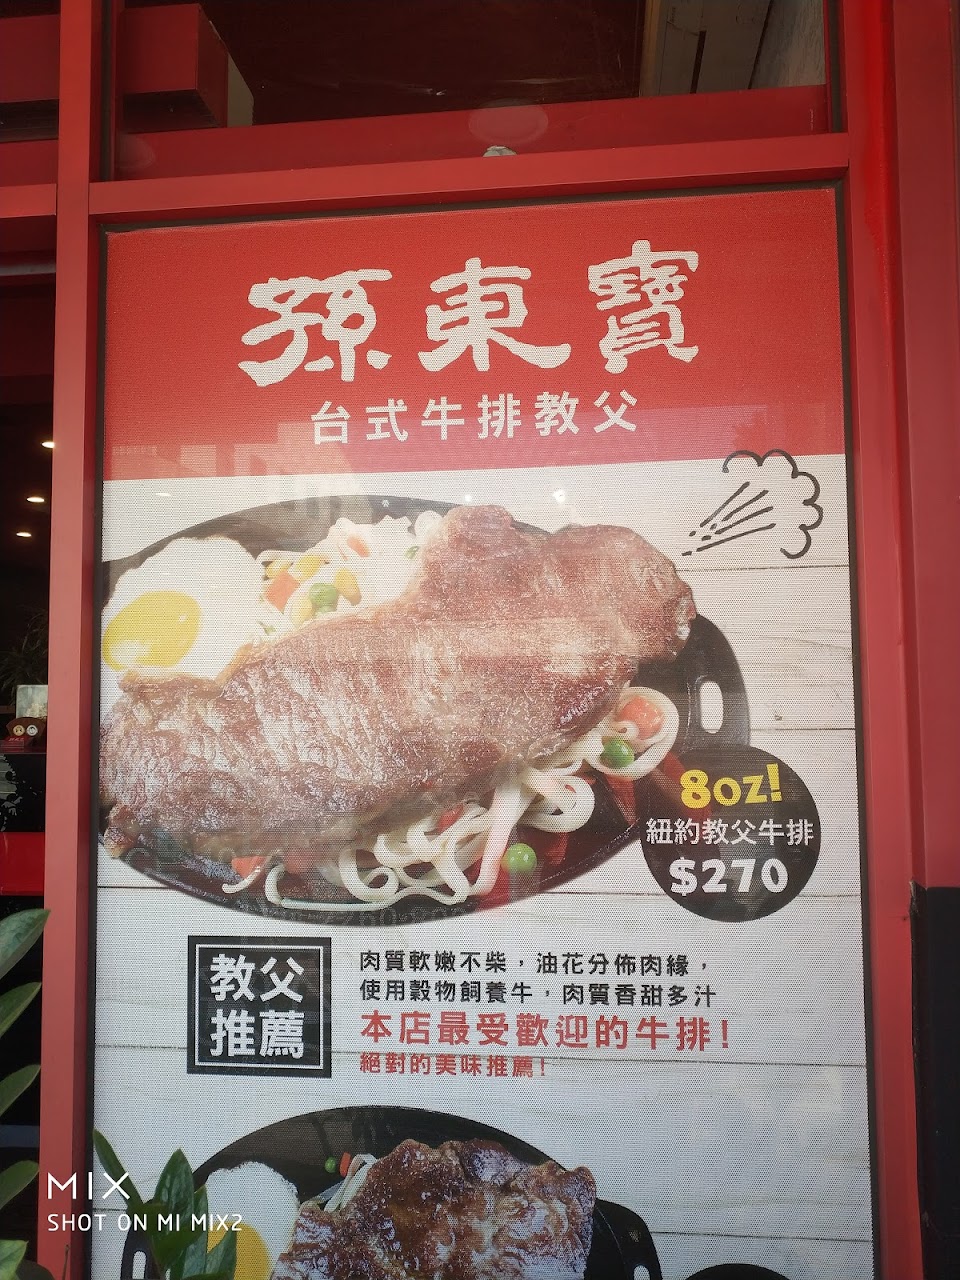 孫東寶
台式牛排教父
8oz!
紐約教父牛排
$270
教父
推薦
肉質軟嫩不柴，油花分佈肉緣，
使用穀物飼養牛，肉質香甜多汁
本店最受歡迎的牛排！
絕對的美味推薦！
MIX
SHOT ON MI MIX2